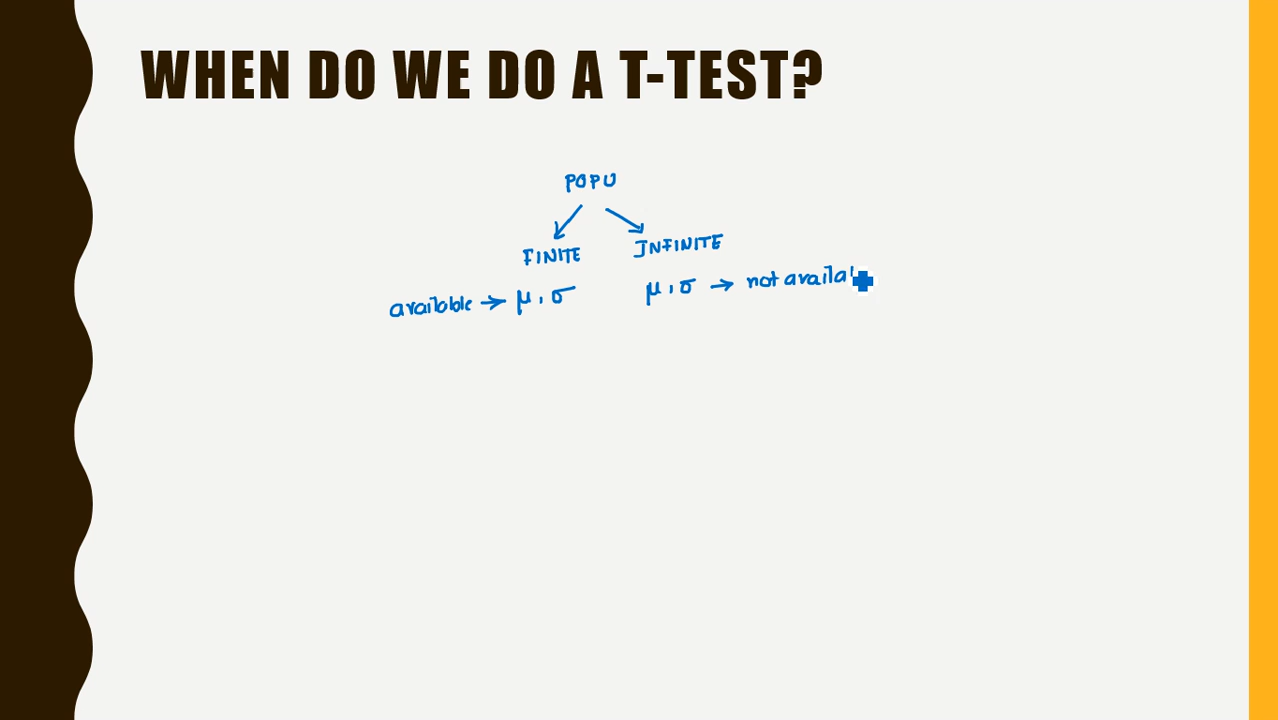 WHEN DO WE DO A T-TEST?
POPU
FINITE INFINITE
available → μ, σ μ, σ → not availa